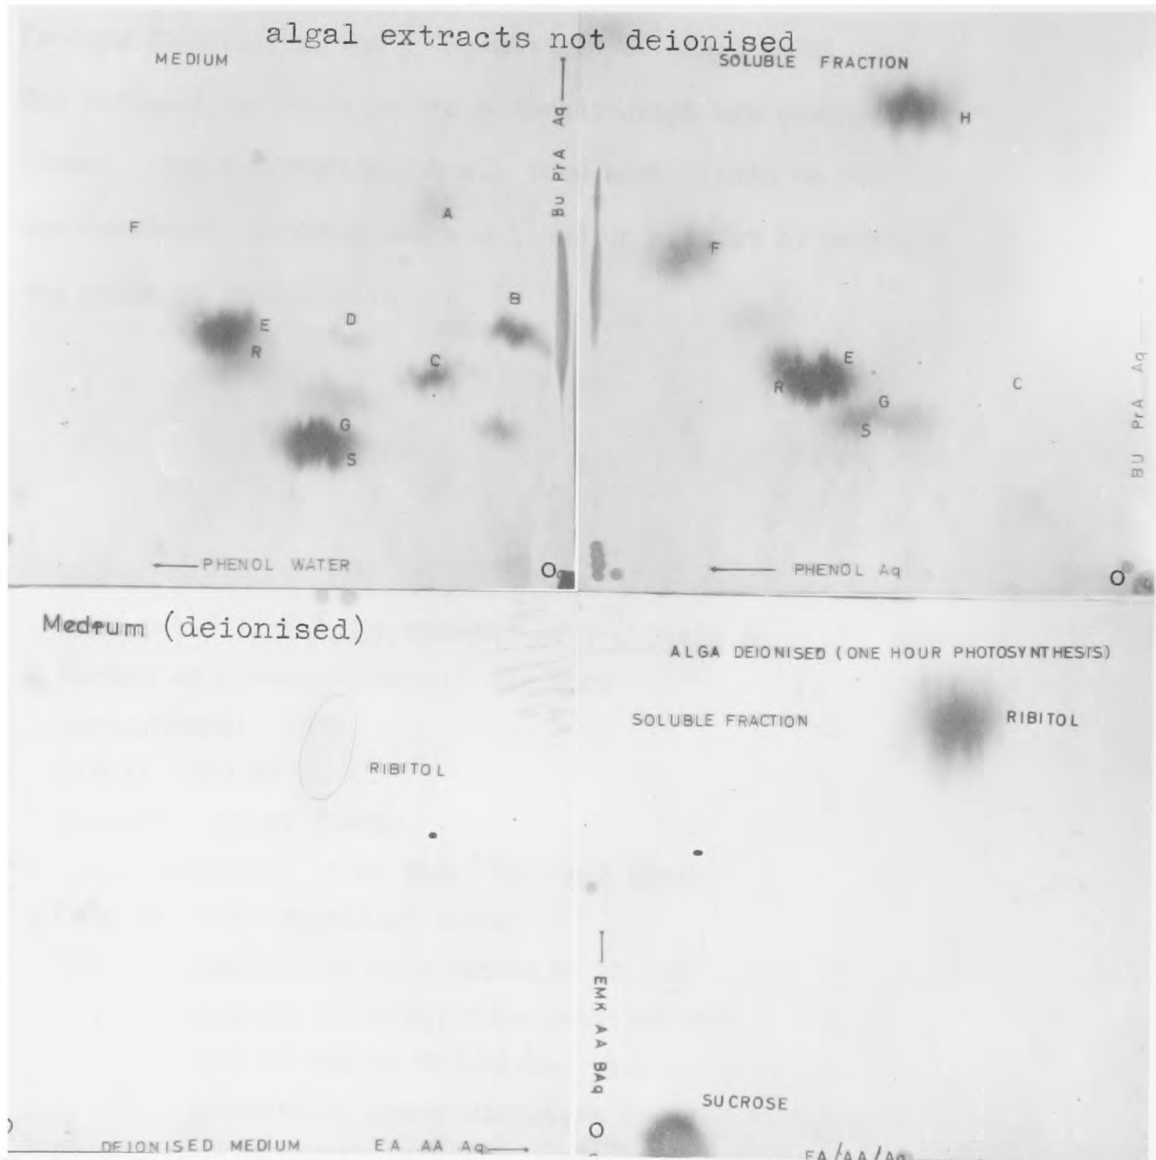 algal extracts not deionised
MEDIUM
Bu PrA Aq
A
F
B
E
D
R
C
G
S
PHENOL WATER
O
SOLUBLE FRACTION
H
F
E
R
C
G
S
BU PrA Aq
PHENOL Aq
O
Medium (deionised)
RIBITOL
DEIONISED MEDIUM EA AA Aq
ALGA DEIONISED (ONE HOUR PHOTOSYNTHESIS)
SOLUBLE FRACTION
RIBITOL
EMK AA BAq
SUCROSE
O
EA/AA/Aq